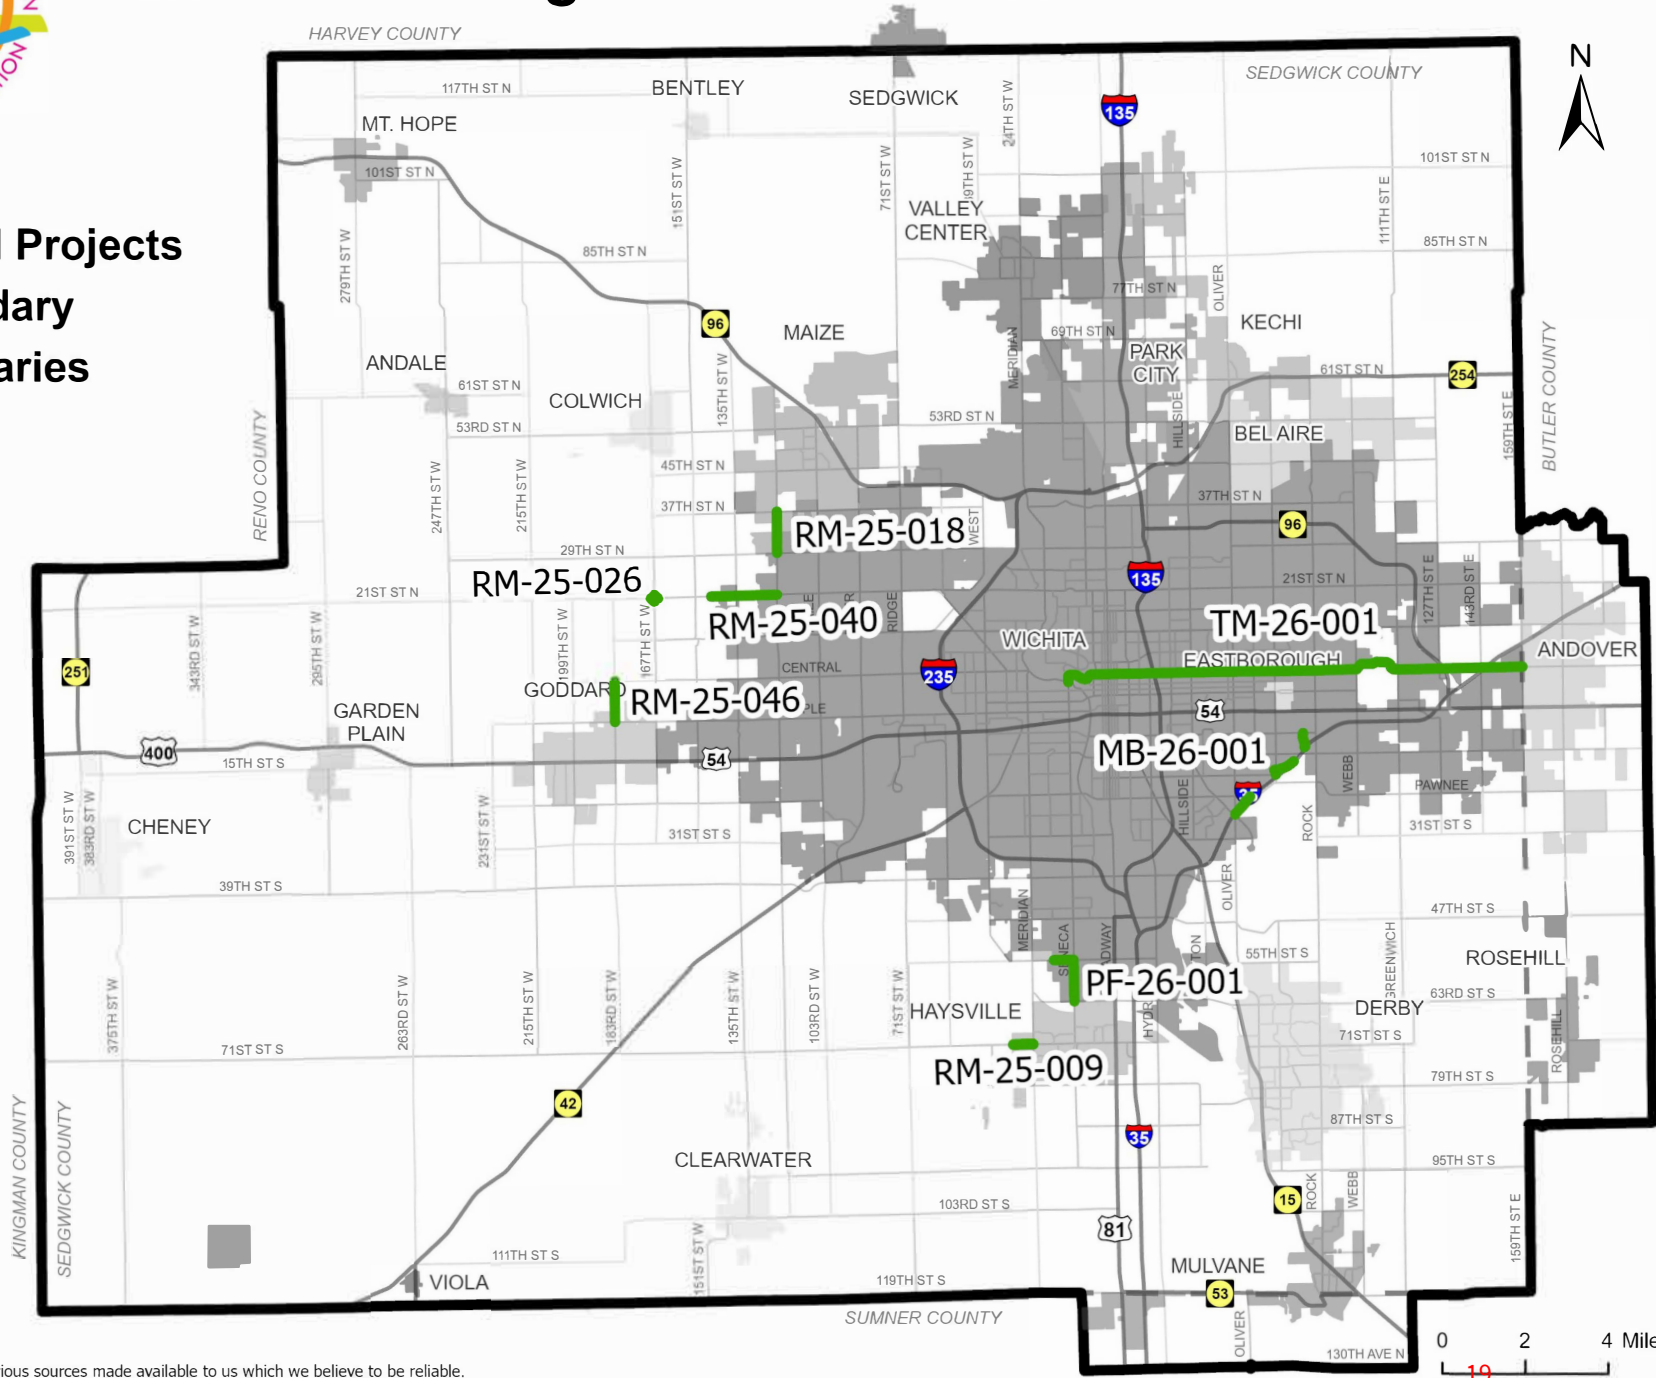 N
ION
HARVEY COUNTY
SEDGWICK COUNTY
N
BENTLEY
SEDGWICK
117TH ST N
24TH ST W
135
MT. HOPE
101ST ST N
101ST ST N
151ST ST W
71ST ST W
111TH ST E
VALLEY
CENTER
Projects
279TH ST W
85TH ST N
85TH ST N
OLIVER
77TH ST N
dary
96
MAIZE
69TH ST N
KECHI
MERIDIAN
PARK
CITY
BUTLER COUNTY
aries
ANDALE
61ST ST N
COLWICH
135TH ST W
61ST ST N
254
53RD ST N
53RD ST N
HILLSIDE
BEL AIRE
159TH ST E
RENO COUNTY
247TH ST W
215TH ST W
45TH ST N
37TH ST N
37TH ST N
WEST
96
RM-25-018
29TH ST N
RM-25-026
135
21ST ST N
127TH ST E
143RD ST E
21ST ST N
199TH ST W
167TH ST W
RIDGE
RM-25-040
TM-26-001
343RD ST W
295TH ST W
WICHITA
EASTBOROUGH
ANDOVER
251
CENTRAL
235
GODDARD
RM-25-046
PLE
GARDEN
PLAIN
54
400
54
MB-26-001
15TH ST S
WEBB
PAWNEE
391ST ST W
383RD ST W
CHENEY
231ST ST W
31ST ST S
HILLSIDE
ROCK
31ST ST S
39TH ST S
OLIVER
MERIDIAN
47TH ST S
ADWAY
TON
55TH ST S
GREENWICH
ROSEHILL
375TH ST W
263RD ST W
215TH ST W
183RD ST W
135TH ST W
103RD ST W
71ST ST W
PF-26-001
63RD ST S
HAYSVILLE
HYDR
DERBY
71ST ST S
71ST ST S
ROSEHILL
RM-25-009
79TH ST S
42
87TH ST S
KINGMAN COUNTY
SEDGWICK COUNTY
35
CLEARWATER
95TH ST S
15
ROCK
WEBB
103RD ST S
81
159TH ST E
151ST ST W
111TH ST S
MULVANE
VIOLA
119TH ST S
53
SUMNER COUNTY
OLIVER
130TH AVE N
0 2 4 Mile
19
ious sources made available to us which we believe to be reliable.